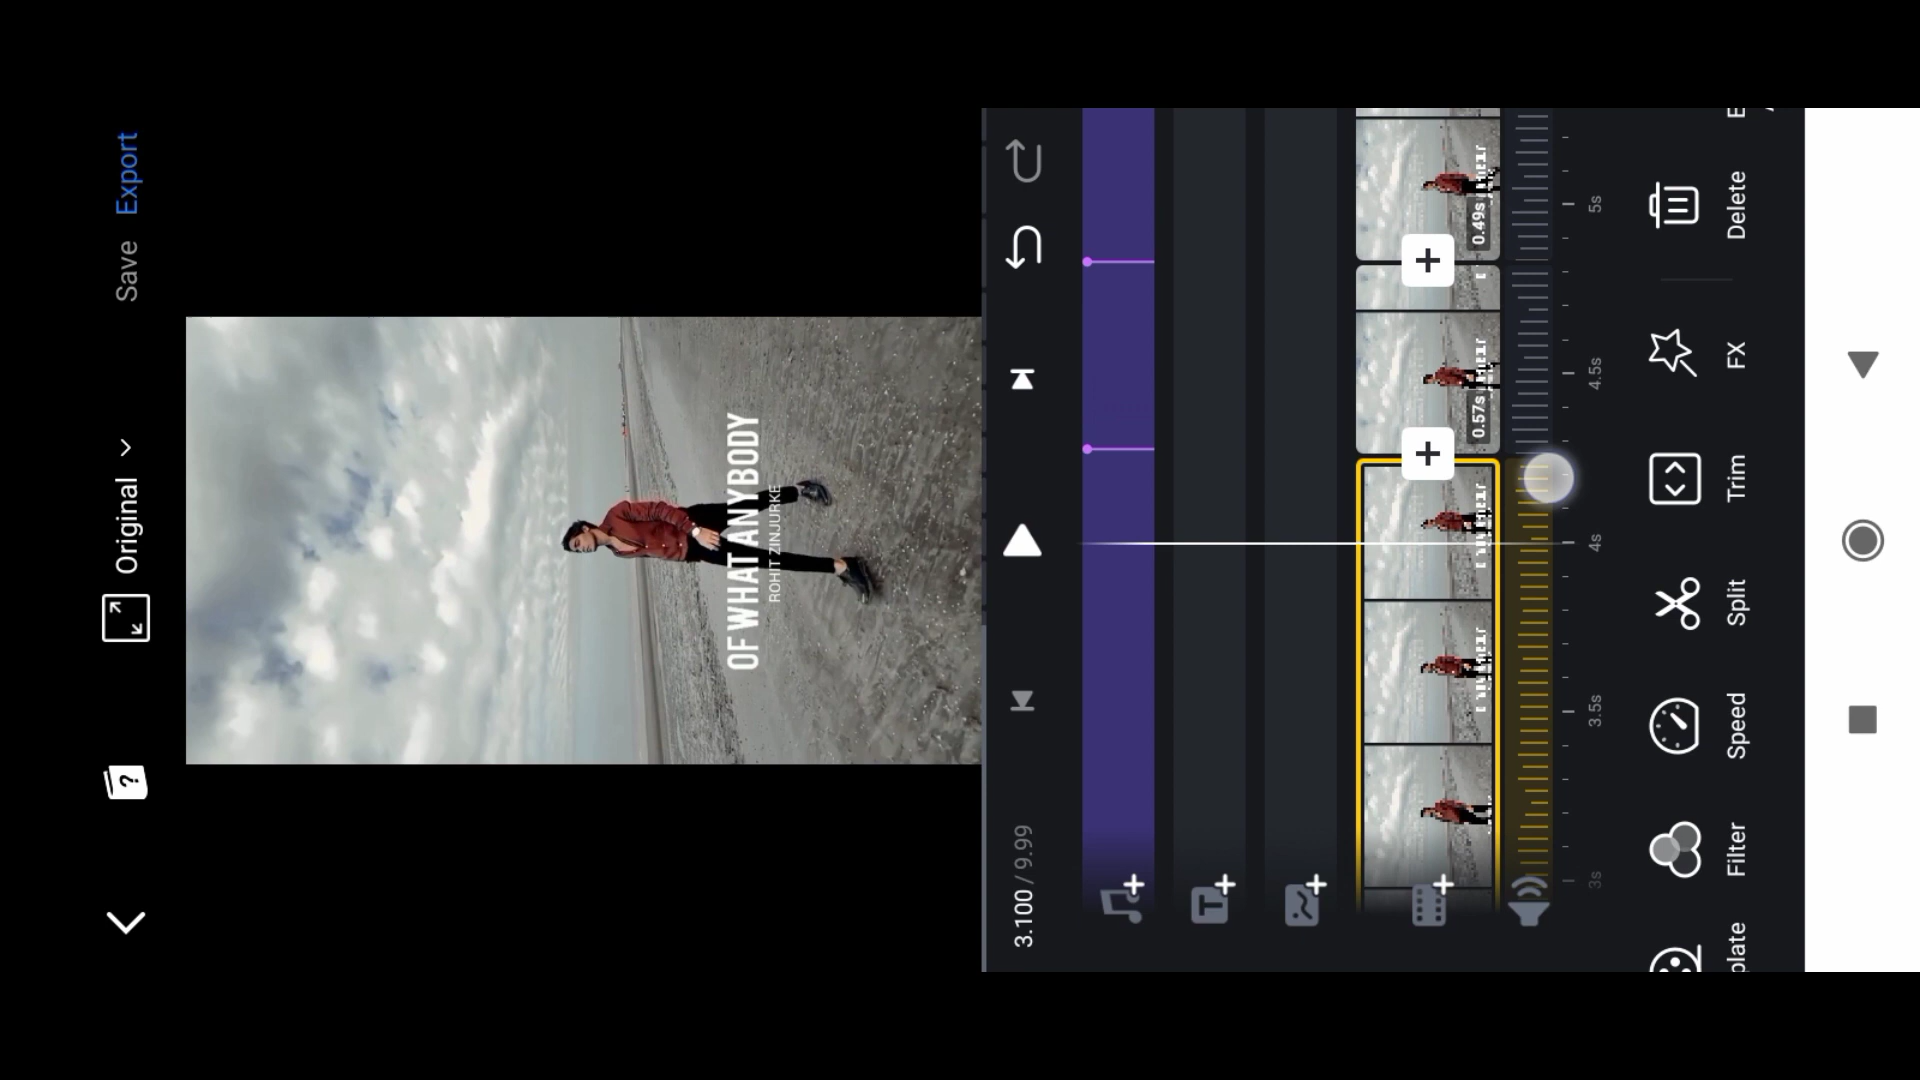 Original
Save
Export
OF WHAT ANYBODY
ROHIT ZINJURKE
3.100 / 9.99
0.57s
0.49s
3s
3.5s
4s
4.5s
5s
plate
Filter
Speed
Split
Trim
FX
Delete